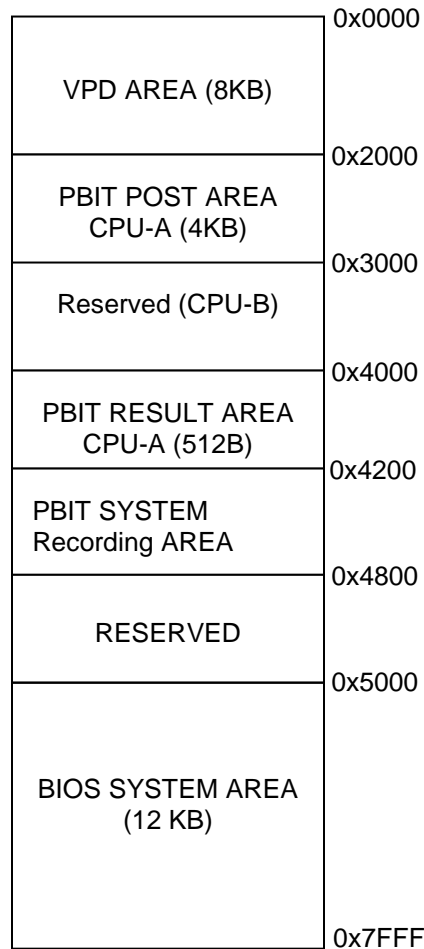 0x0000
VPD AREA (8KB)
0x2000
PBIT POST AREA
CPU-A (4KB)
0x3000
Reserved (CPU-B)
0x4000
PBIT RESULT AREA
CPU-A (512B)
0x4200
PBIT SYSTEM
Recording AREA
0x4800
RESERVED
0x5000
BIOS SYSTEM AREA
(12 KB)
0x7FFF